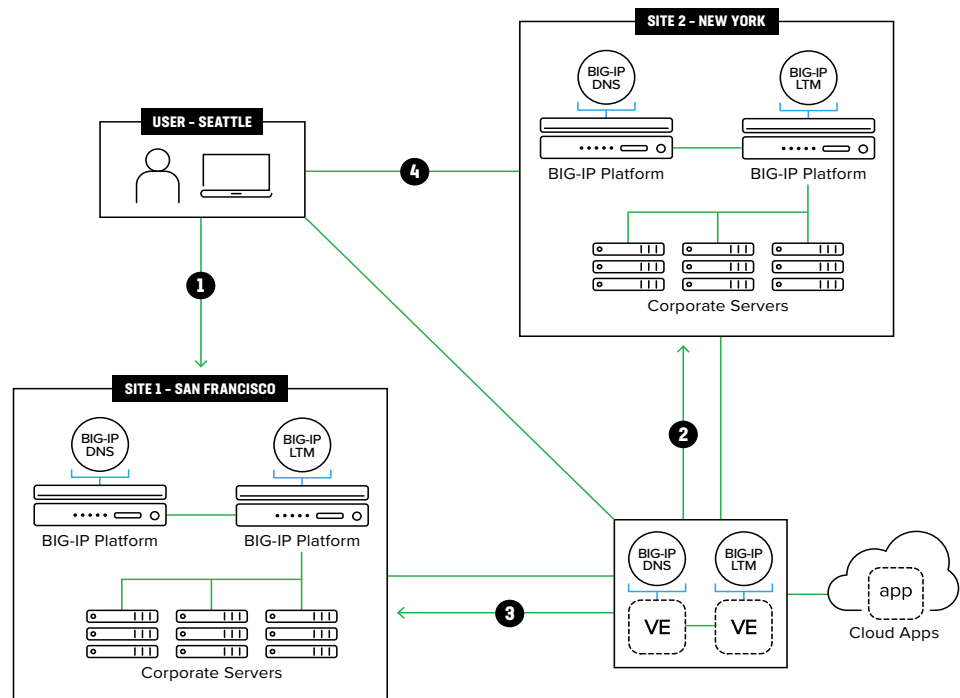 SITE 2 - NEW YORK
BIG-IP
DNS
BIG-IP
LTM
BIG-IP Platform
BIG-IP Platform
Corporate Servers
USER - SEATTLE
4
1
2
3
SITE 1 - SAN FRANCISCO
BIG-IP
DNS
BIG-IP
LTM
BIG-IP Platform
BIG-IP Platform
Corporate Servers
BIG-IP
DNS
BIG-IP
LTM
VE
VE
app
Cloud Apps